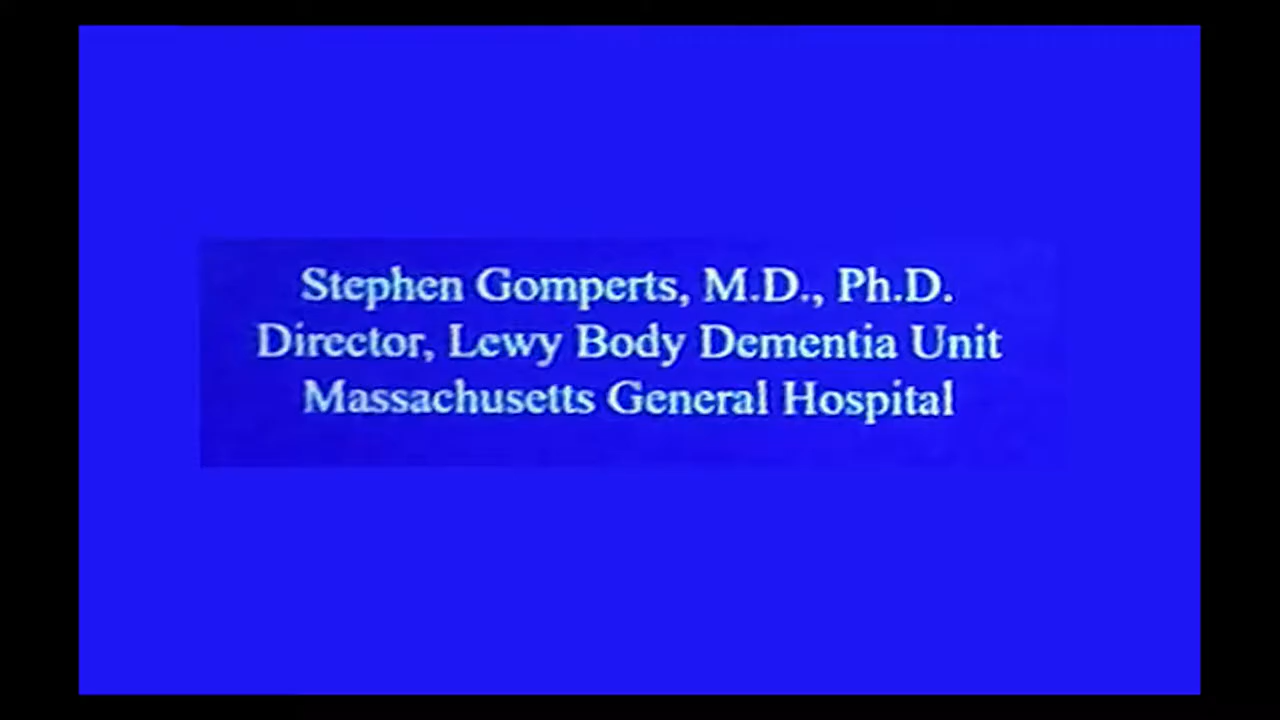 Stephen Gomperts, M.D., Ph.D.
Director, Lewy Body Dementia Unit
Massachusetts General Hospital